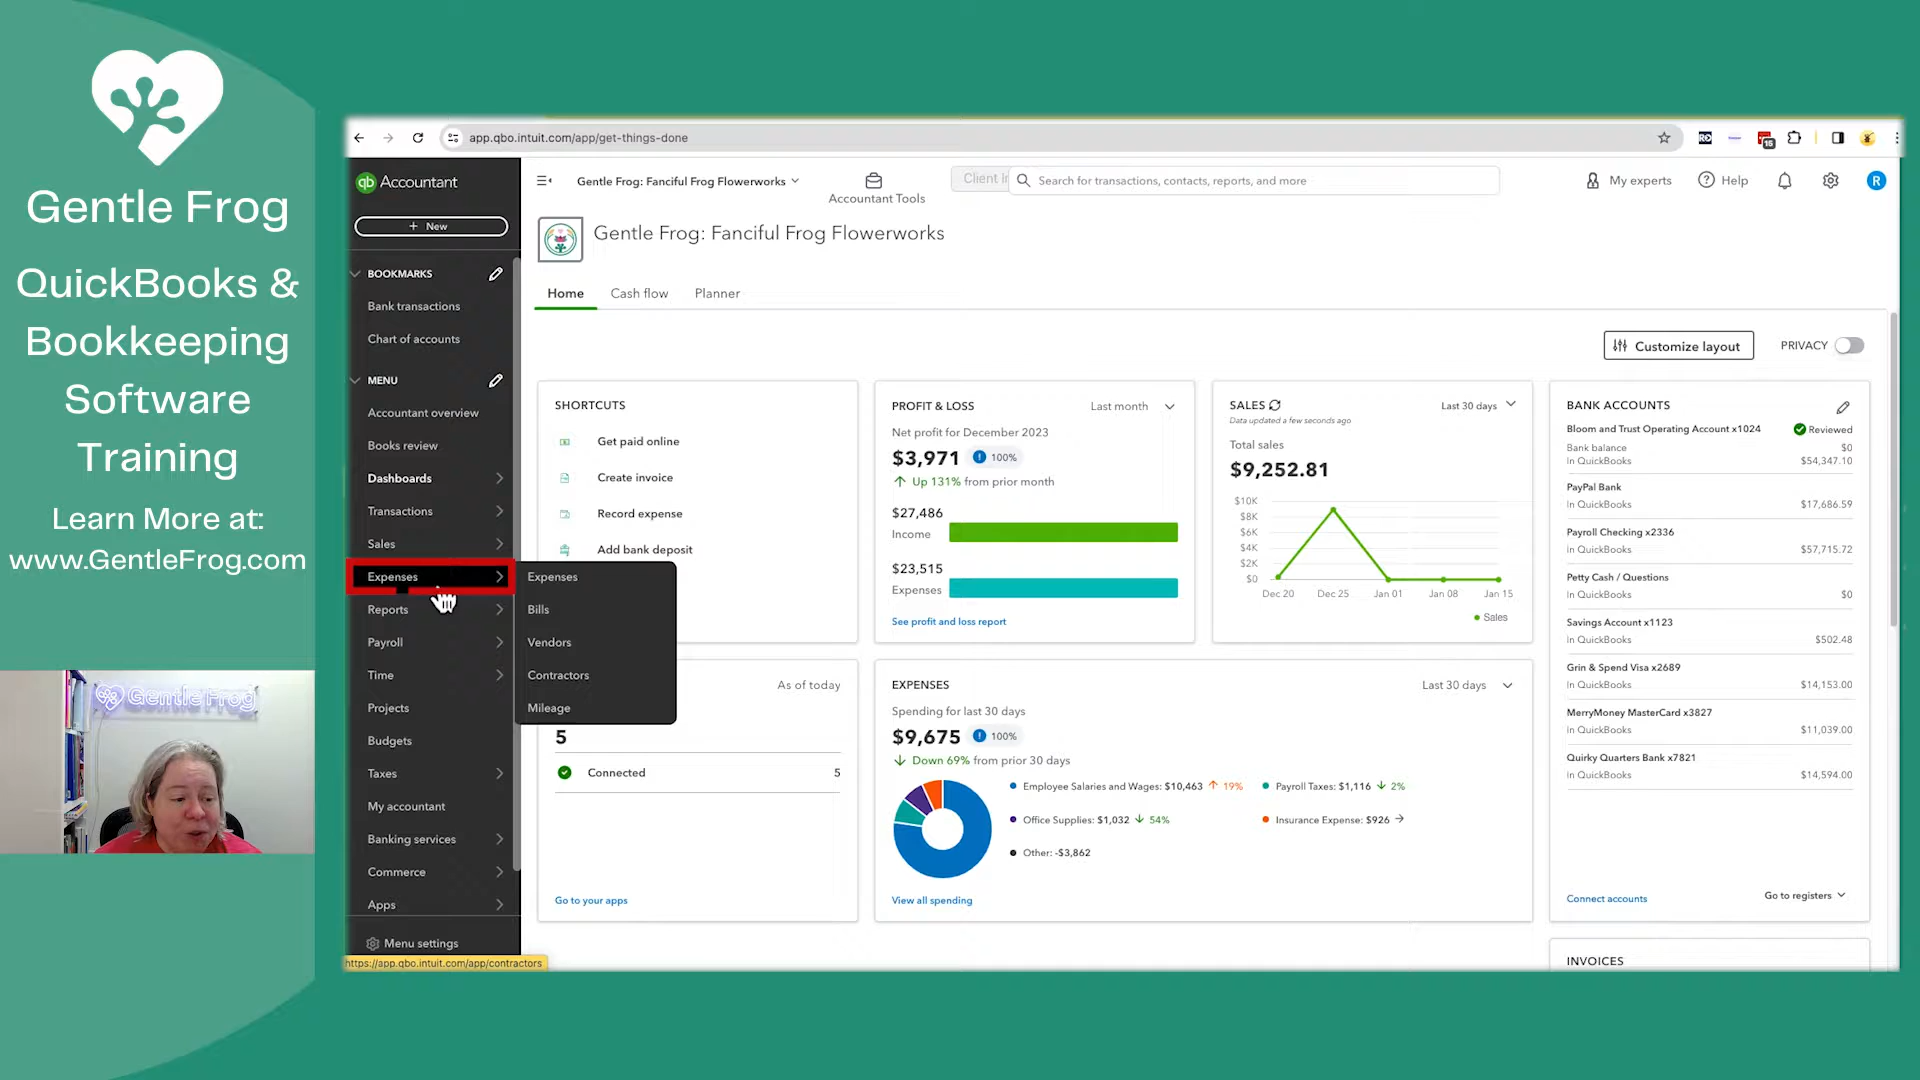 Gentle Frog
QuickBooks &
Bookkeeping
Software
Training
Learn More at:
www.GentleFrog.com
Gentle Frog
app.qbo.intuit.com/app/get-things-done
15
qb Accountant
+ New
BOOKMARKS
Bank transactions
Chart of accounts
MENU
Accountant overview
Books review
Dashboards
Transactions
Sales
Expenses
Reports
Payroll
Time
Projects
Budgets
Taxes
My accountant
Banking services
Commerce
Apps
Menu settings
https://app.qbo.intuit.com/app/contractors
Expenses
Bills
Vendors
Contractors
Mileage
Gentle Frog: Fanciful Frog Flowerworks
Accountant Tools
Client In
Search for transactions, contacts, reports, and more
My experts
Help
R
Gentle Frog: Fanciful Frog Flowerworks
Home
Cash flow
Planner
Customize layout
PRIVACY
SHORTCUTS
Get paid online
Create invoice
Record expense
Add bank deposit
As of today
5
Connected 5
Go to your apps
PROFIT & LOSS
Last month
Net profit for December 2023
$3,971 100%
Up 131% from prior month
$27,486
Income
$23,515
Expenses
See profit and loss report
SALES
Last 30 days
Data updated a few seconds ago
Total sales
$9,252.81
$10K
$8K
$6K
$4K
$2K
$0
Dec 20 Dec 25 Jan 01 Jan 08 Jan 15
Sales
EXPENSES
Last 30 days
Spending for last 30 days
$9,675 100%
Down 69% from prior 30 days
Employee Salaries and Wages: $10,463 19%
Payroll Taxes: $1,116 2%
Office Supplies: $1,032 54%
Insurance Expense: $926
Other: -$3,862
View all spending
BANK ACCOUNTS
Bloom and Trust Operating Account x1024
Reviewed
Bank balance $0
In QuickBooks $54,347.10
PayPal Bank
In QuickBooks $17,686.59
Payroll Checking x2336
In QuickBooks $57,715.72
Petty Cash / Questions
In QuickBooks $0
Savings Account x1123
In QuickBooks $502.48
Grin & Spend Visa x2689
In QuickBooks $14,153.00
MerryMoney MasterCard x3827
In QuickBooks $11,039.00
Quirky Quarters Bank x7821
In QuickBooks $14,594.00
Connect accounts
Go to registers
INVOICES